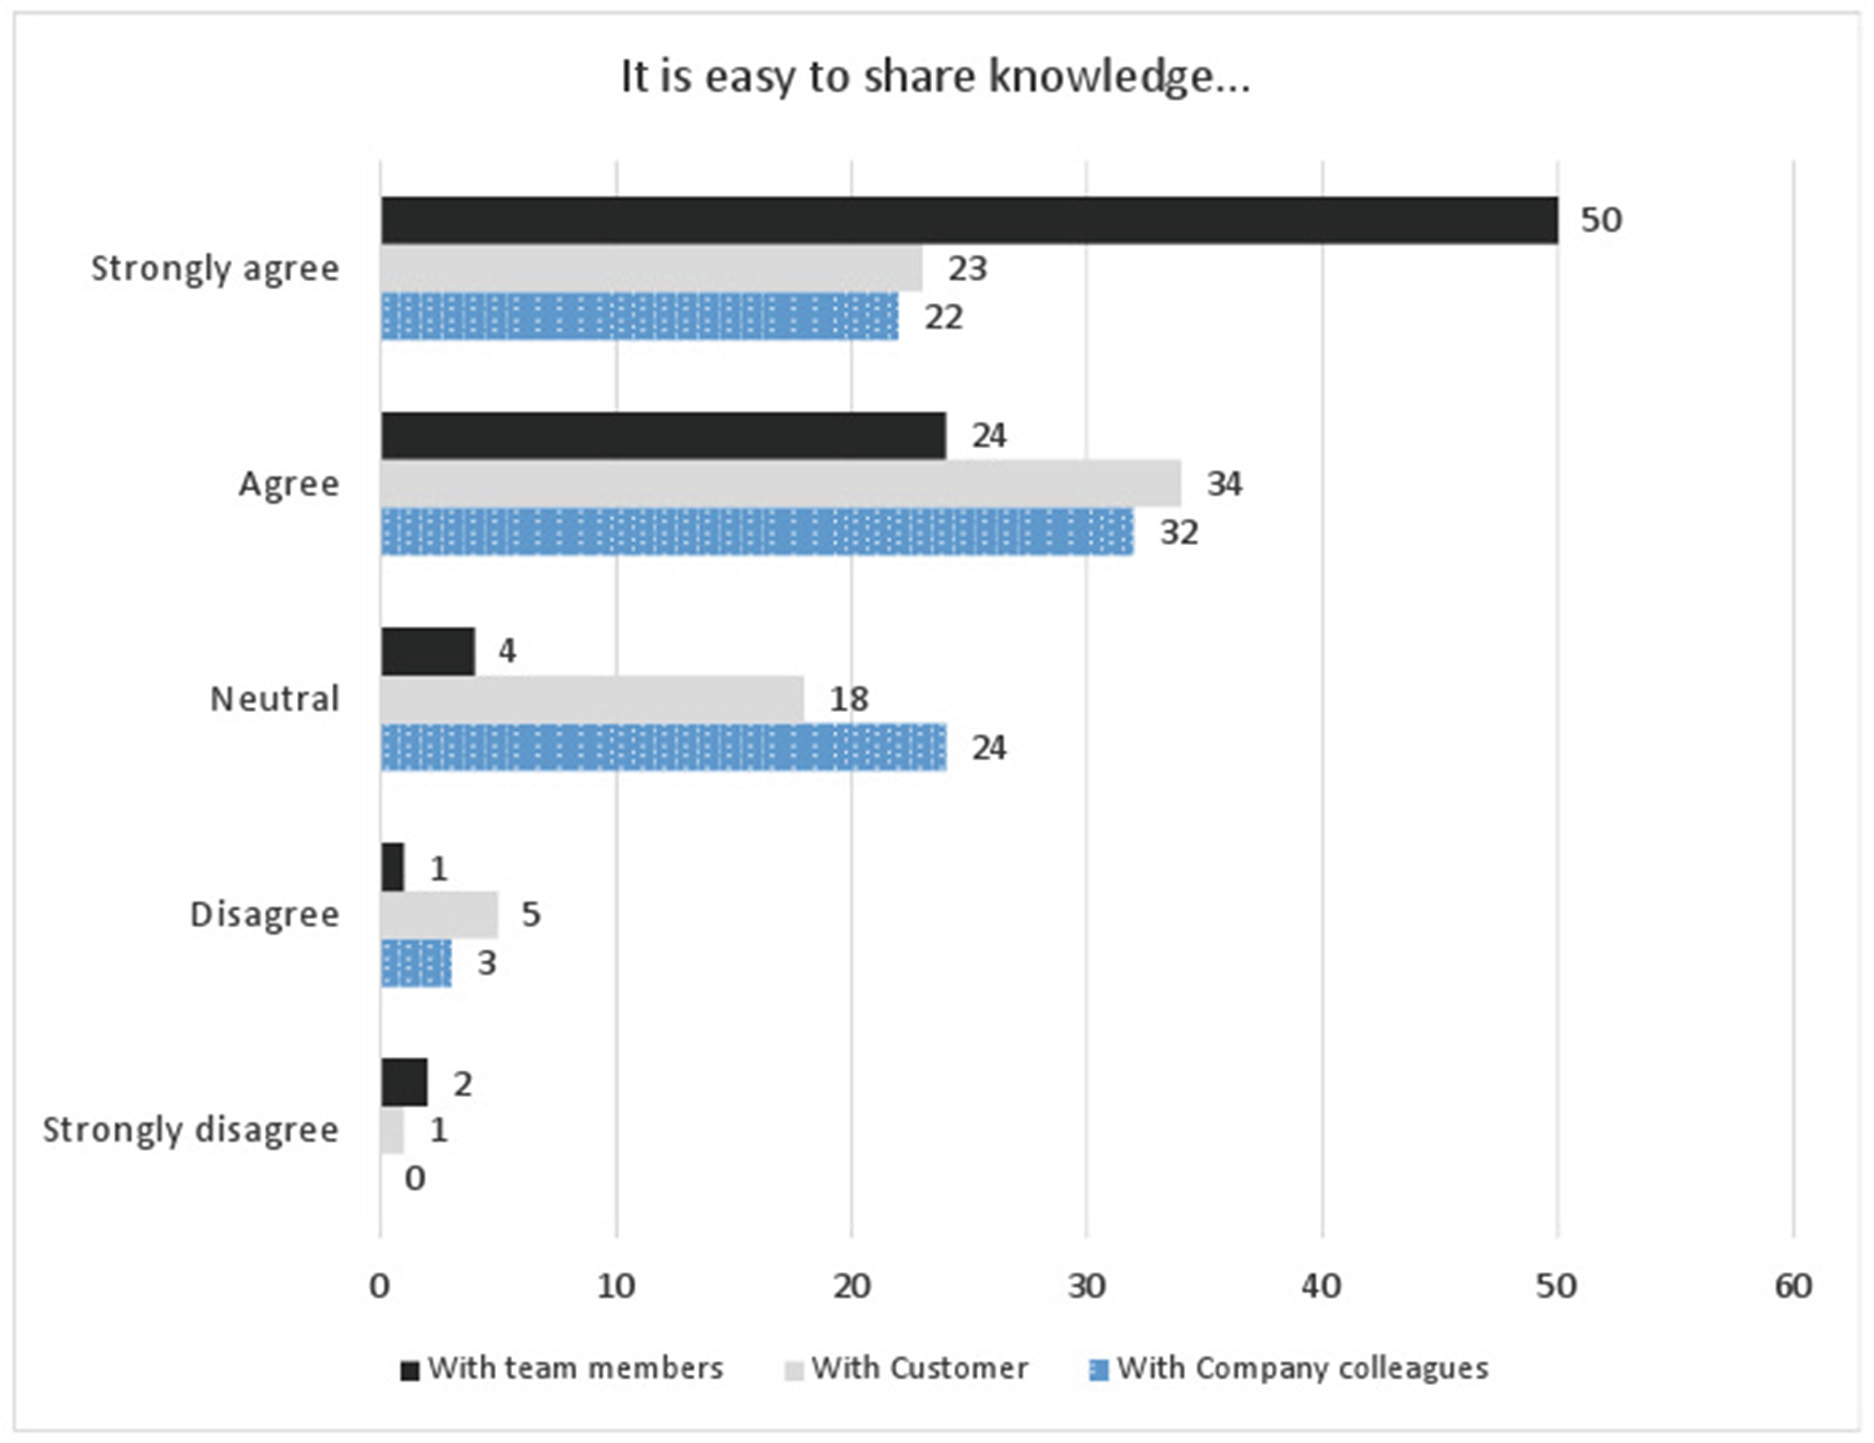 It is easy to share knowledge...
Strongly agree
50
23
22
Agree
24
34
32
Neutral
4
18
24
Disagree
1
5
3
Strongly disagree
2
1
0
0 10 20 30 40 50 60
With team members With Customer With Company colleagues